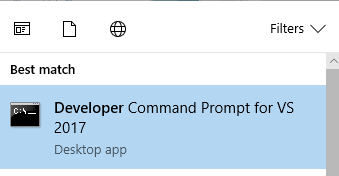 Filters
Best match
Developer Command Prompt for VS
2017
Desktop app